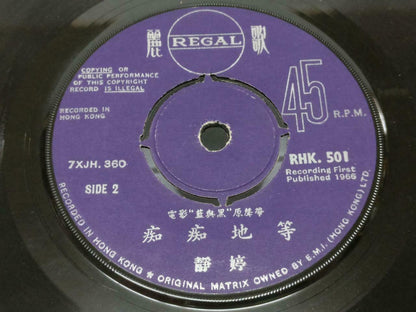 麗歌
REGAL
COPYING OR
PUBLIC PERFORMANCE
OF THIS COPYRIGHT
RECORD IS ILLEGAL
45
R.P.M.
RECORDED IN
HONG KONG
7XJH. 360
SIDE 2
RHK. 501
Recording First
Published 1966
電影“藍與黑”原聲帶
痴痴地等
靜婷
RECORDED IN HONG KONG ★ ORIGINAL MATRIX OWNED BY E.M.I. (HONG KONG) LTD.